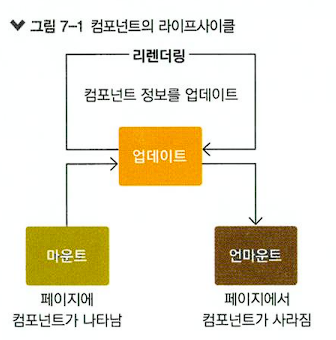 ❤ 그림 7-1 컴포넌트의 라이프사이클
리렌더링
컴포넌트 정보를 업데이트
업데이트
마운트
언마운트
페이지에
컴포넌트가 나타남
페이지에서
컴포넌트가 사라짐